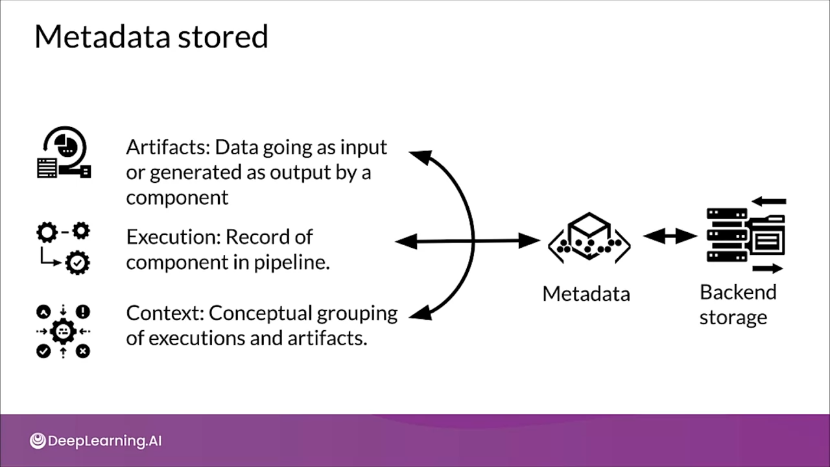 Metadata stored
Artifacts: Data going as input
or generated as output by a
component
Execution: Record of
component in pipeline.
Context: Conceptual grouping
of executions and artifacts.
Metadata
Backend
storage
DeepLearning.AI